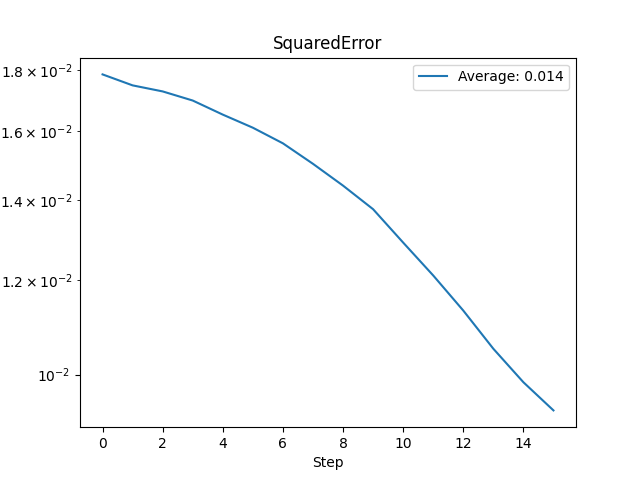 SquaredError
Average: 0.014
1.8 × 10⁻²
1.6 × 10⁻²
1.4 × 10⁻²
1.2 × 10⁻²
10⁻²
0 2 4 6 8 10 12 14
Step